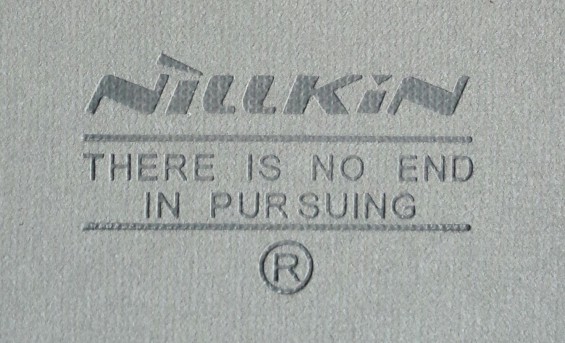 NiLLKiN
THERE IS NO END
IN PURSUING
®